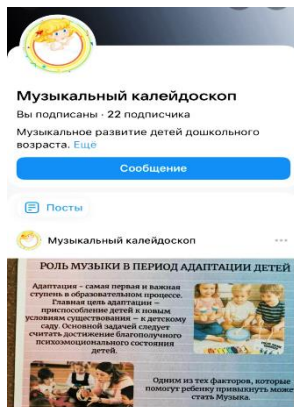 Музыкальный калейдоскоп
Вы подписаны · 22 подписчика
Музыкальное развитие детей дошкольного
возраста. Ещё
Сообщение
Посты
Музыкальный калейдоскоп
РОЛЬ МУЗЫКИ В ПЕРИОД АДАПТАЦИИ ДЕТЕЙ
Адаптация – самая первая и важная
ступень в образовательном процессе.
Главная цель адаптации –
приспособление детей к новым
условиям существования – к детскому
саду. Основной задачей следует
считать достижение благополучного
психоэмоционального состояния
детей.
Одним из тех факторов, которые
помогут ребенку привыкнуть може
стать Музыка.